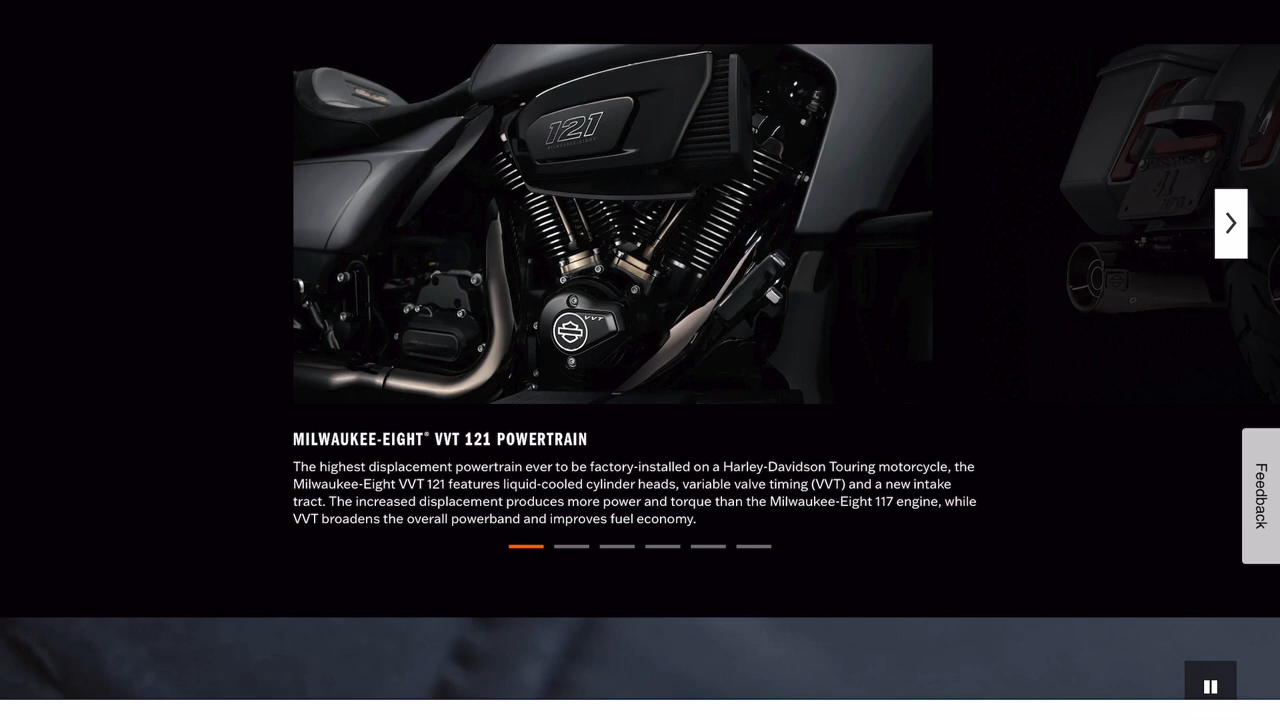 121
MILWAUKEE-EIGHT
VVT
MILWAUKEE-EIGHT® VVT 121 POWERTRAIN
The highest displacement powertrain ever to be factory-installed on a Harley-Davidson Touring motorcycle, the
Milwaukee-Eight VVT 121 features liquid-cooled cylinder heads, variable valve timing (VVT) and a new intake
tract. The increased displacement produces more power and torque than the Milwaukee-Eight 117 engine, while
VVT broadens the overall powerband and improves fuel economy.
Feedback